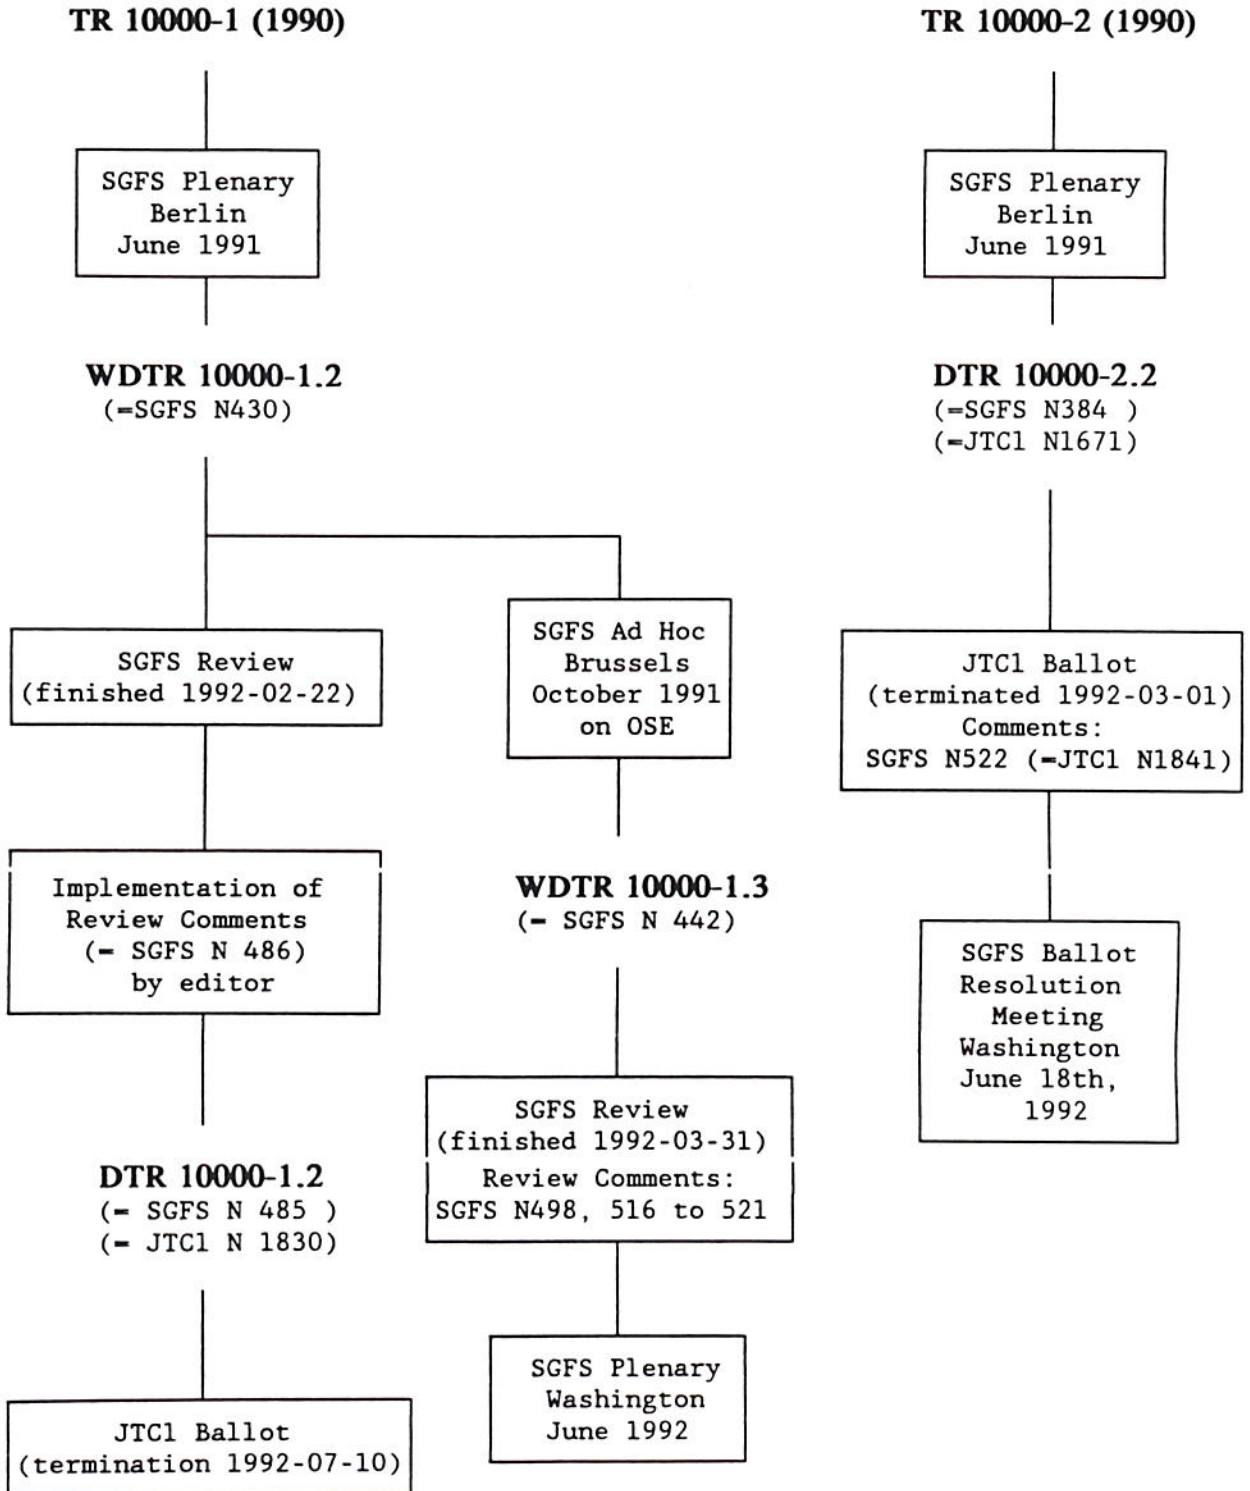 TR 10000-1 (1990)
SGFS Plenary
Berlin
June 1991
WDTR 10000-1.2
(=SGFS N430)
SGFS Review
(finished 1992-02-22)
Implementation of
Review Comments
(= SGFS N 486)
by editor
DTR 10000-1.2
(= SGFS N 485 )
(= JTC1 N 1830)
JTC1 Ballot
(termination 1992-07-10)
SGFS Ad Hoc
Brussels
October 1991
on OSE
WDTR 10000-1.3
(= SGFS N 442)
SGFS Review
(finished 1992-03-31)
Review Comments:
SGFS N498, 516 to 521
SGFS Plenary
Washington
June 1992
TR 10000-2 (1990)
SGFS Plenary
Berlin
June 1991
DTR 10000-2.2
(=SGFS N384 )
(=JTC1 N1671)
JTC1 Ballot
(terminated 1992-03-01)
Comments:
SGFS N522 (=JTC1 N1841)
SGFS Ballot
Resolution
Meeting
Washington
June 18th,
1992